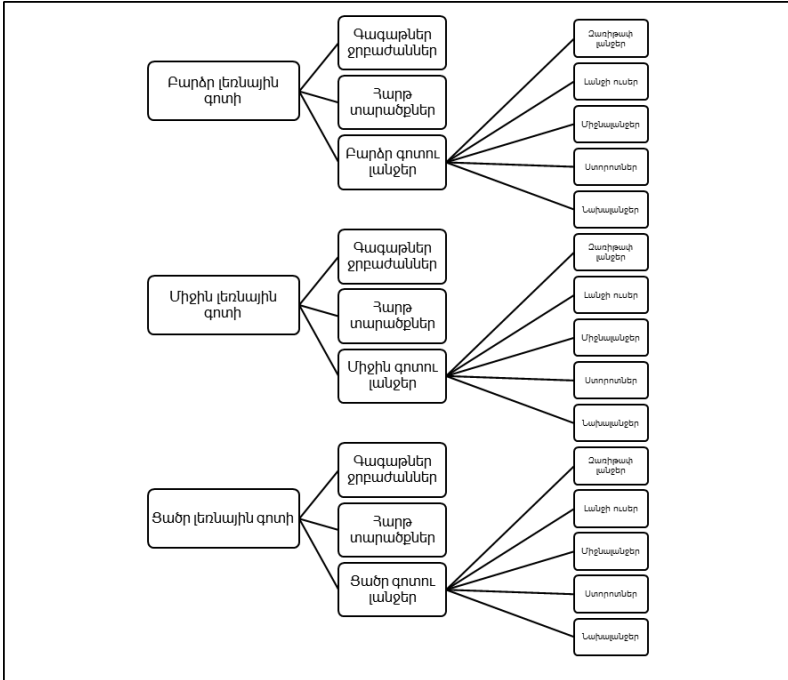 Բարձր լեռնային
գոտի
Գագաթներ
ջրբաժաններ
Հարթ
տարածքներ
Բարձր գոտու
լանջեր
Զառիթափ
լանջեր
Լանջի ուսեր
Միջնալանջեր
Ստորոտներ
Նախալանջեր
Միջին լեռնային
գոտի
Գագաթներ
ջրբաժաններ
Հարթ
տարածքներ
Միջին գոտու
լանջեր
Զառիթափ
լանջեր
Լանջի ուսեր
Միջնալանջեր
Ստորոտներ
Նախալանջեր
Ցածր լեռնային գոտի
Գագաթներ
ջրբաժաններ
Հարթ
տարածքներ
Ցածր գոտու
լանջեր
Զառիթափ
լանջեր
Լանջի ուսեր
Միջնալանջեր
Ստորոտներ
Նախալանջեր